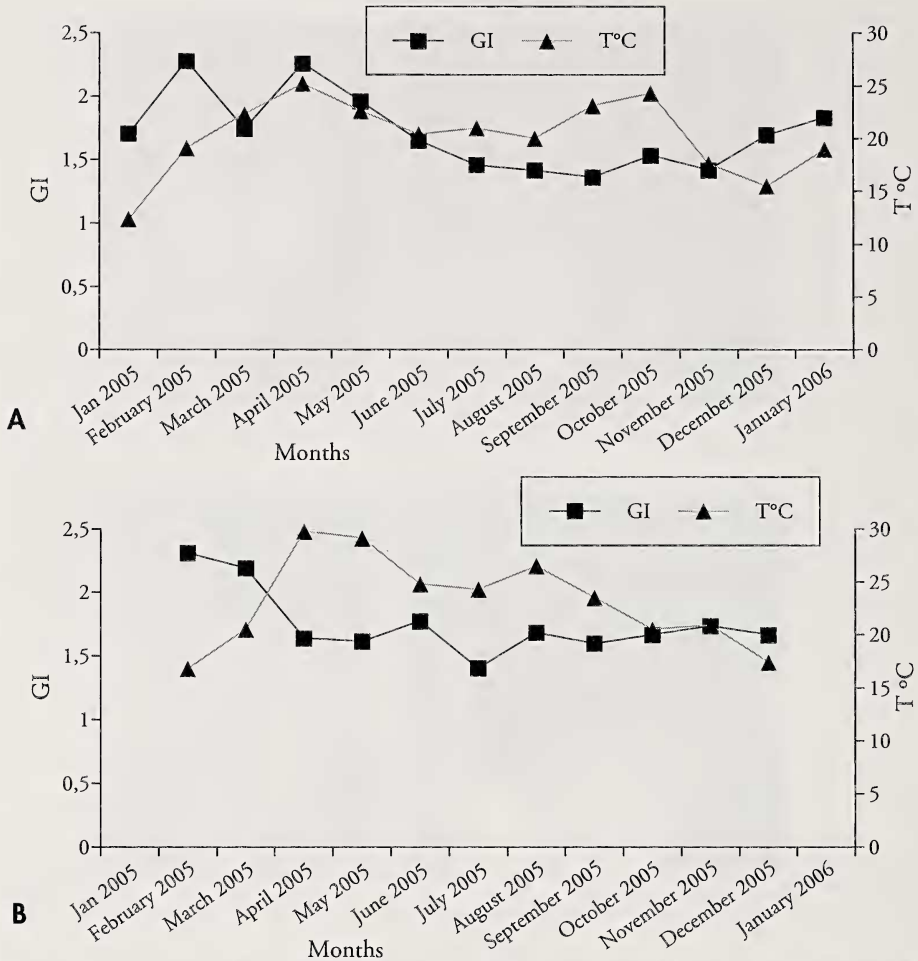 GI T°C
2,5
2
1,5
1
0,5
0
GI
30
25
20
15
10
5
0
T °C
Jan 2005
February 2005
March 2005
April 2005
May 2005
June 2005
July 2005
August 2005
September 2005
October 2005
November 2005
December 2005
January 2006
A
Months
GI T°C
2,5
2
1,5
1
0,5
0
GI
30
25
20
15
10
5
0
T °C
Jan 2005
February 2005
March 2005
April 2005
May 2005
June 2005
July 2005
August 2005
September 2005
October 2005
November 2005
December 2005
January 2006
B
Months